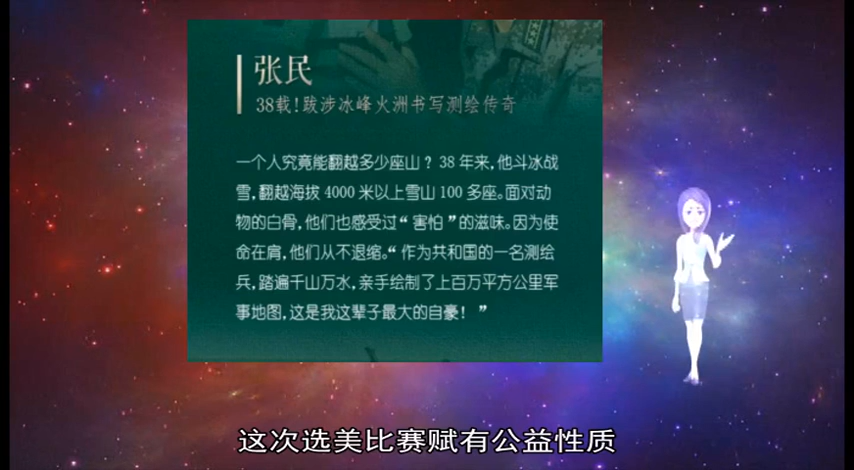 张民
38载!跋涉冰峰火洲书写测绘传奇
一个人究竟能翻越多少座山？38年来,他斗冰战
雪,翻越海拔4000米以上雪山100多座。面对动
物的白骨,他们也感受过“害怕”的滋味。因为使
命在肩,他们从不退缩。“作为共和国的一名测绘
兵,踏遍千山万水,亲手绘制了上百万平方公里军
事地图,这是我这辈子最大的自豪！”
这次选美比赛赋有公益性质